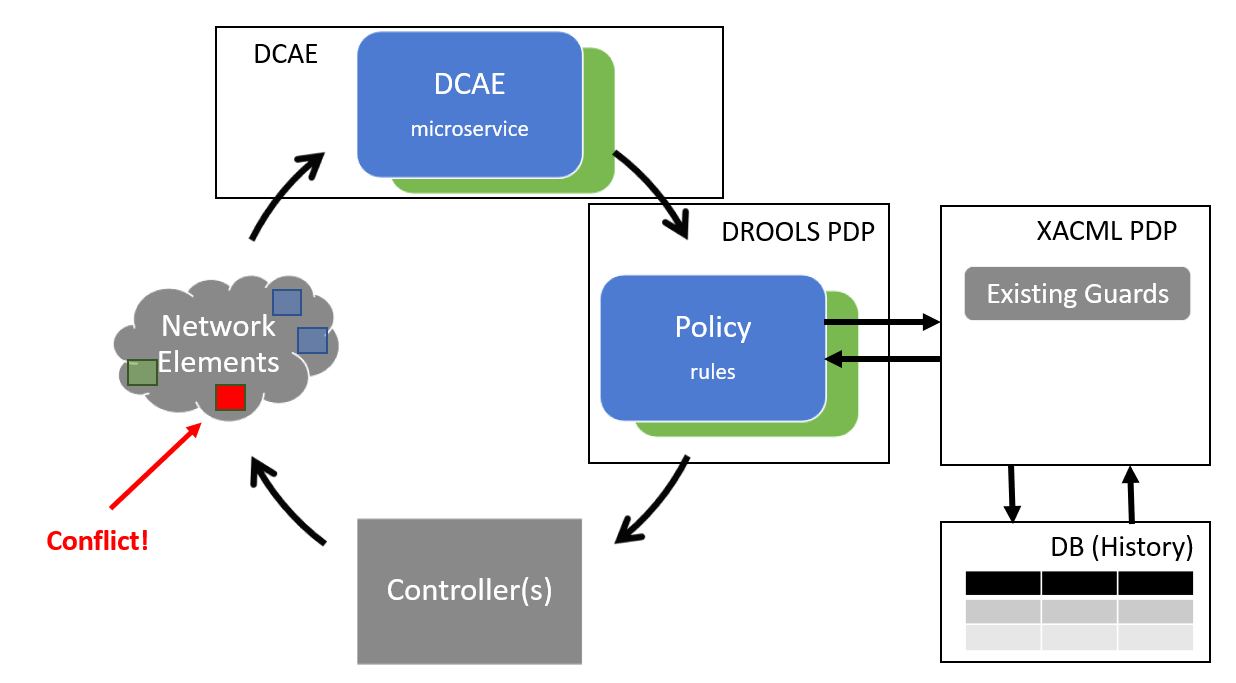 DCAE
DCAE
microservice
DROOLS PDP
XACML PDP
Existing Guards
Policy
rules
Network
Elements
Conflict!
Controller(s)
DB (History)